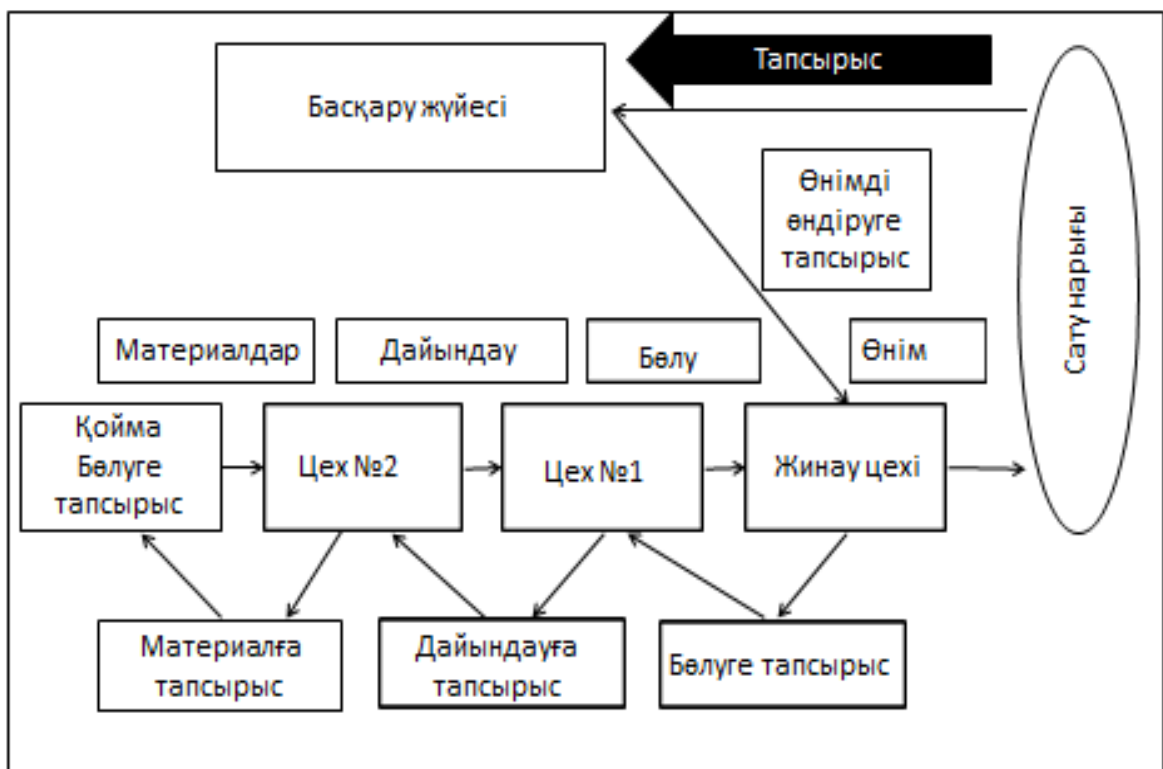 Тапсырыс
Басқару жүйесі
Өнімді
өндіруге
тапсырыс
Сату нарығы
Материалдар
Дайындау
Бөлу
Өнім
Қойма
Бөлуге
тапсырыс
Цех №2
Цех №1
Жинау цехі
Материалға
тапсырыс
Дайындауға
тапсырыс
Бөлуге тапсырыс